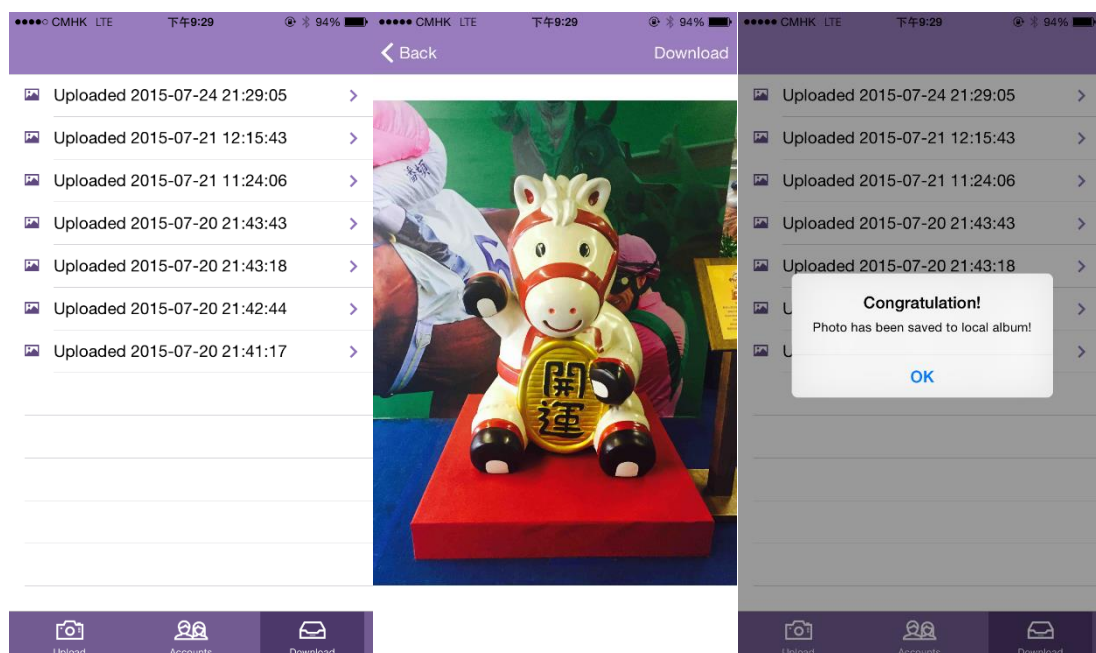 CMHK LTE 下午9:29 94%
Uploaded 2015-07-24 21:29:05
Uploaded 2015-07-21 12:15:43
Uploaded 2015-07-21 11:24:06
Uploaded 2015-07-20 21:43:43
Uploaded 2015-07-20 21:43:18
Uploaded 2015-07-20 21:42:44
Uploaded 2015-07-20 21:41:17
Upload Accounts Download
CMHK LTE 下午9:29 94%
Back Download
開運
CMHK LTE 下午9:29 94%
Uploaded 2015-07-24 21:29:05
Uploaded 2015-07-21 12:15:43
Uploaded 2015-07-21 11:24:06
Uploaded 2015-07-20 21:43:43
Uploaded 2015-07-20 21:43:18
U
U
Congratulation!
Photo has been saved to local album!
OK
Upload Accounts Download